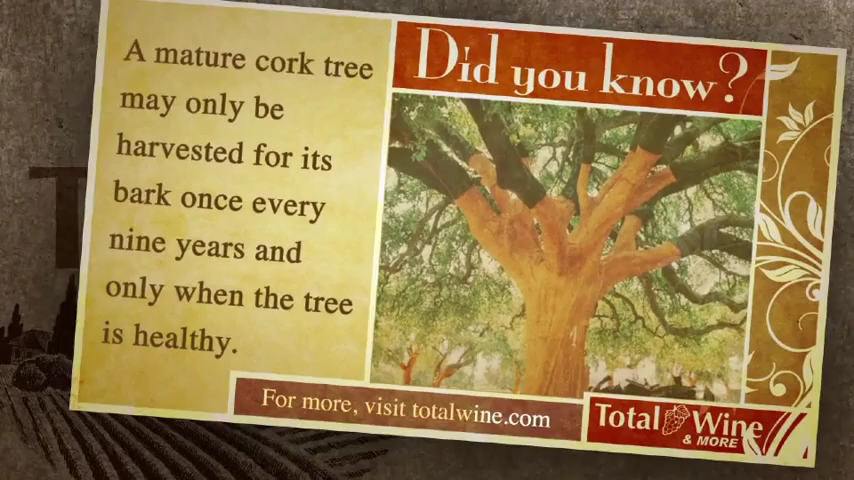 Did you know?
A mature cork tree
may only be
harvested for its
bark once every
nine years and
only when the tree
is healthy.
For more, visit totalwine.com
Total Wine
& MORE